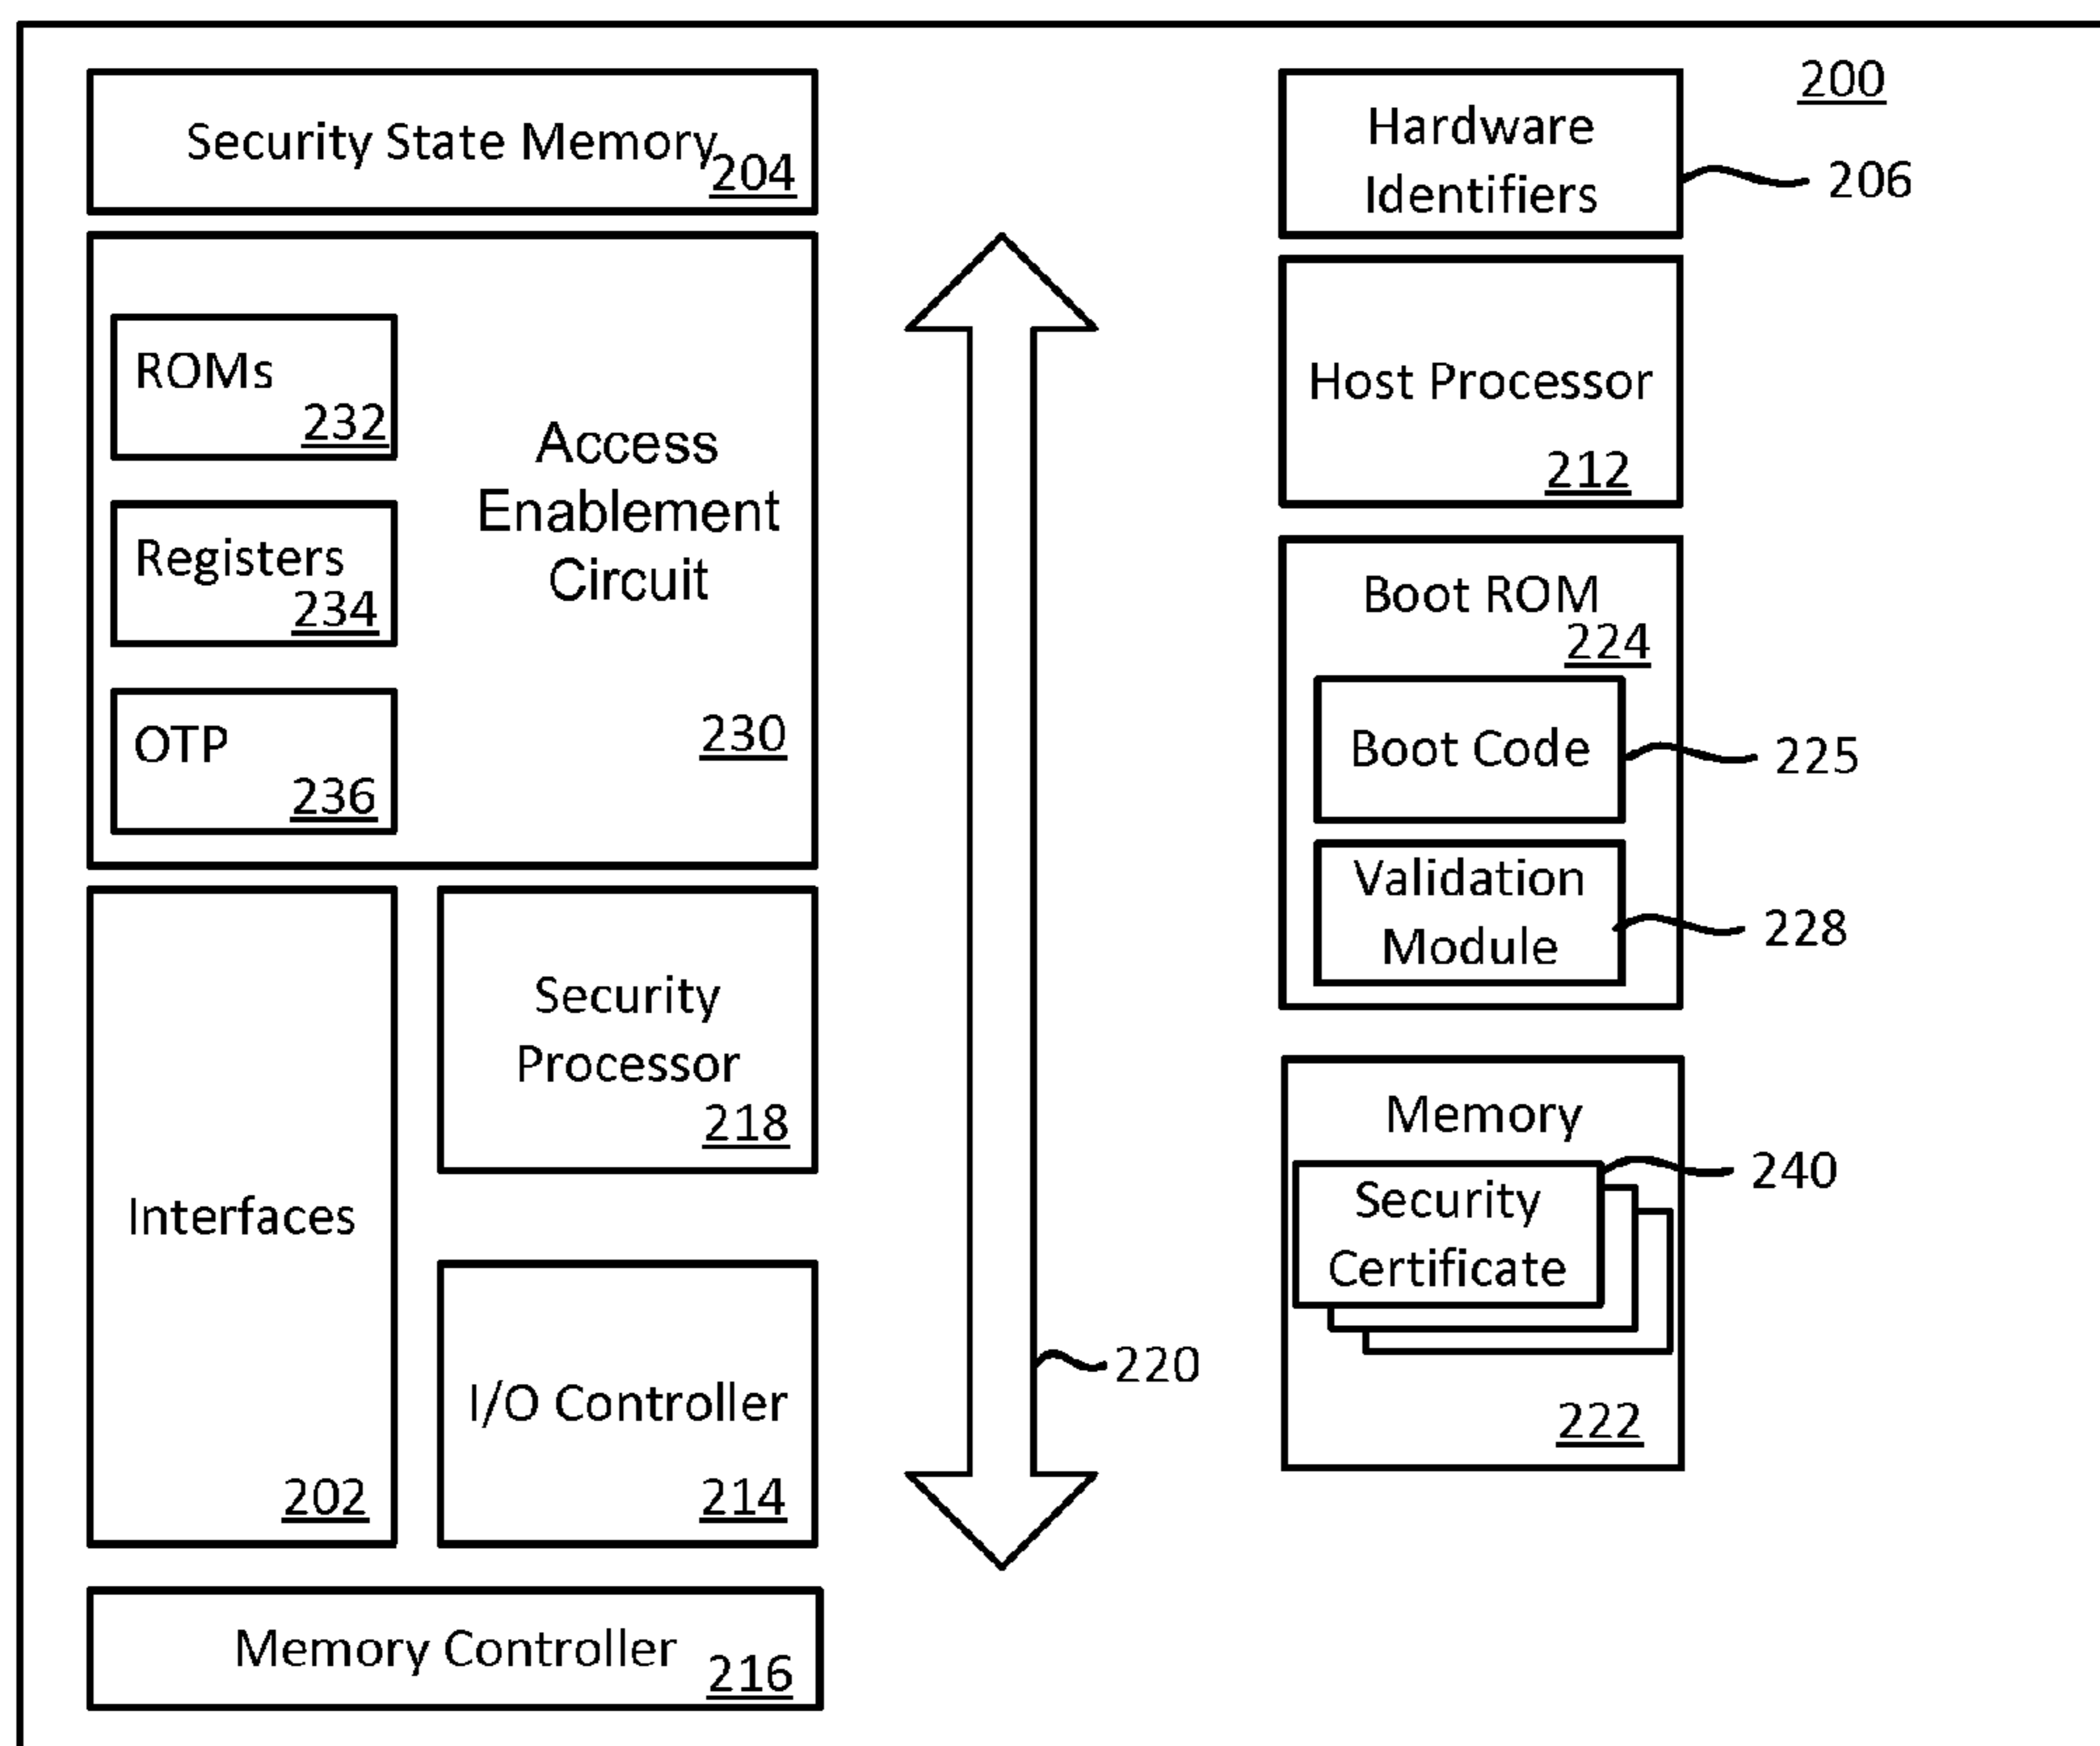 200
Security State Memory
204
ROMs
232
Registers
234
OTP
236
Access
Enablement
Circuit
230
Interfaces
202
Security
Processor
218
I/O Controller
214
Memory Controller
216
220
Hardware
Identifiers
206
Host Processor
212
Boot ROM
224
Boot Code
225
Validation
Module
228
Memory
240
Security
Certificate
222